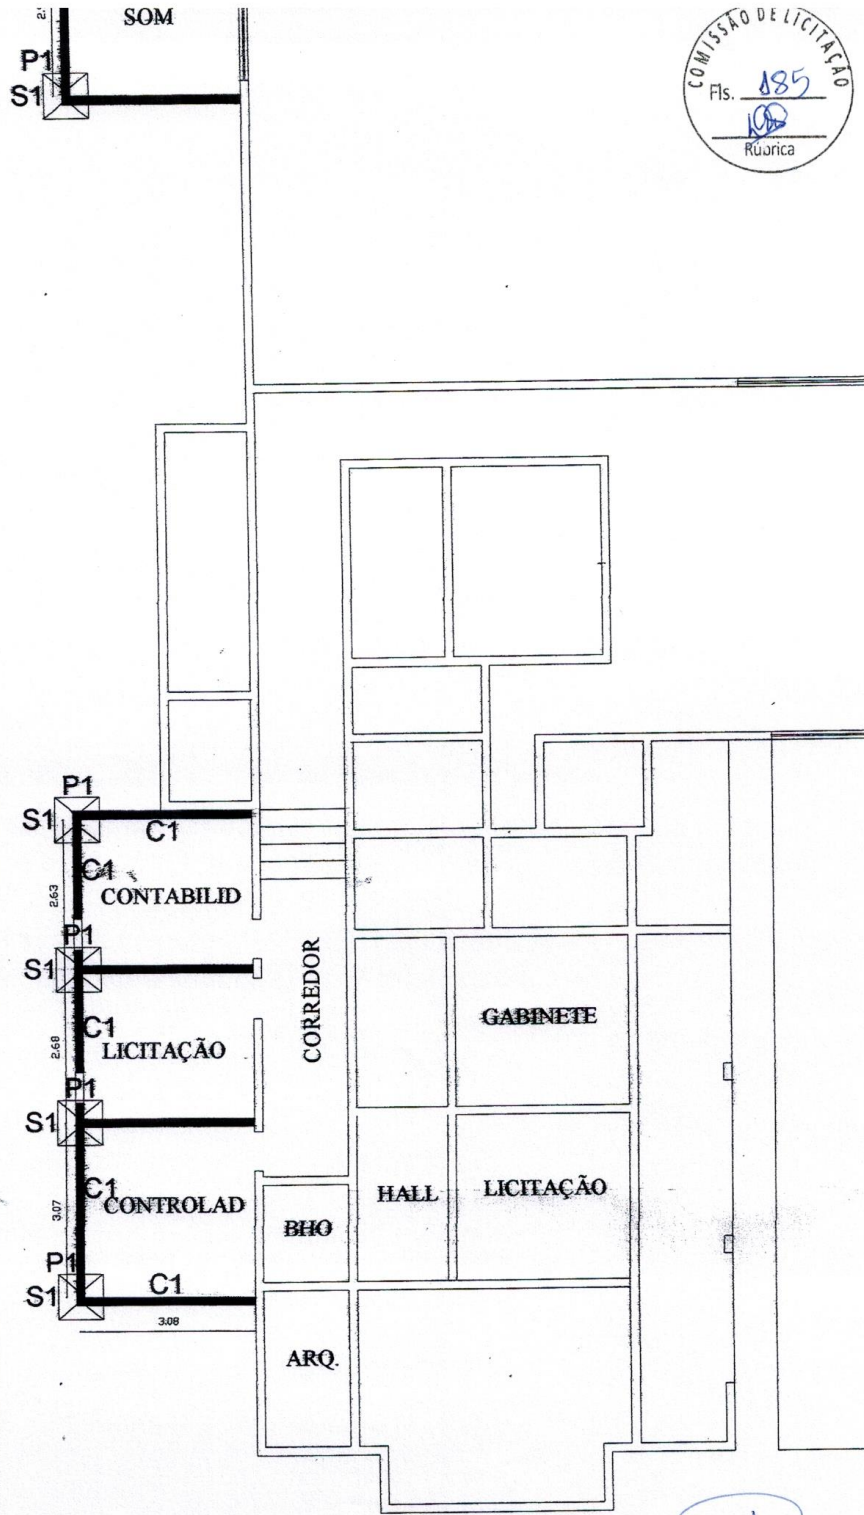 SOM
P1
S1
COMISSÃO DE LICITAÇÃO
Fls. 185
Rúbrica
P1
S1
C1
C1
CONTABILID
2.63
P1
S1
C1
LICITAÇÃO
2.68
P1
S1
C1
CONTROLAD
3.07
P1
S1
C1
3.08
CORREDOR
GABINETE
HALL
LICITAÇÃO
BHO
ARQ.